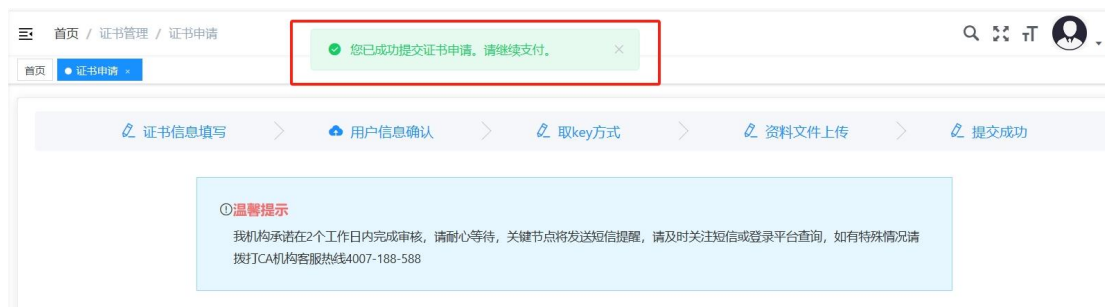 首页 / 证书管理 / 证书申请
您已成功提交证书申请。请继续支付。
首页 证书申请 ×
证书信息填写 用户信息确认 取key方式 资料文件上传 提交成功
温馨提示
我机构承诺在2个工作日内完成审核，请耐心等待，关键节点将发送短信提醒，请及时关注短信或登录平台查询，如有特殊情况请
拨打CA机构客服热线4007-188-588